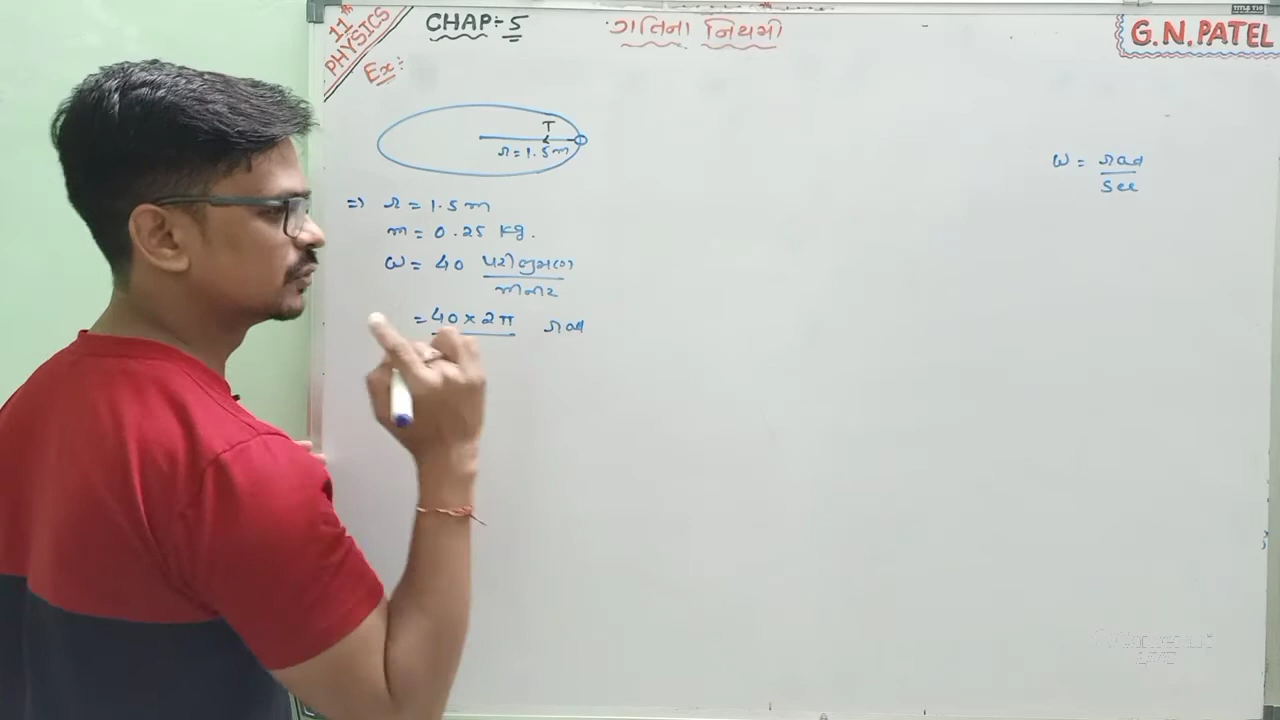 11th PHYSICS
CHAP:- 5
ગતિના નિયમો
G.N.PATEL
Ex:-
T
r = 1.5 m
ω = rad
sec
=> r = 1.5 m
m = 0.25 kg.
ω = 40 પરિભ્રમણ
મિનિટ
= 40 × 2π rad